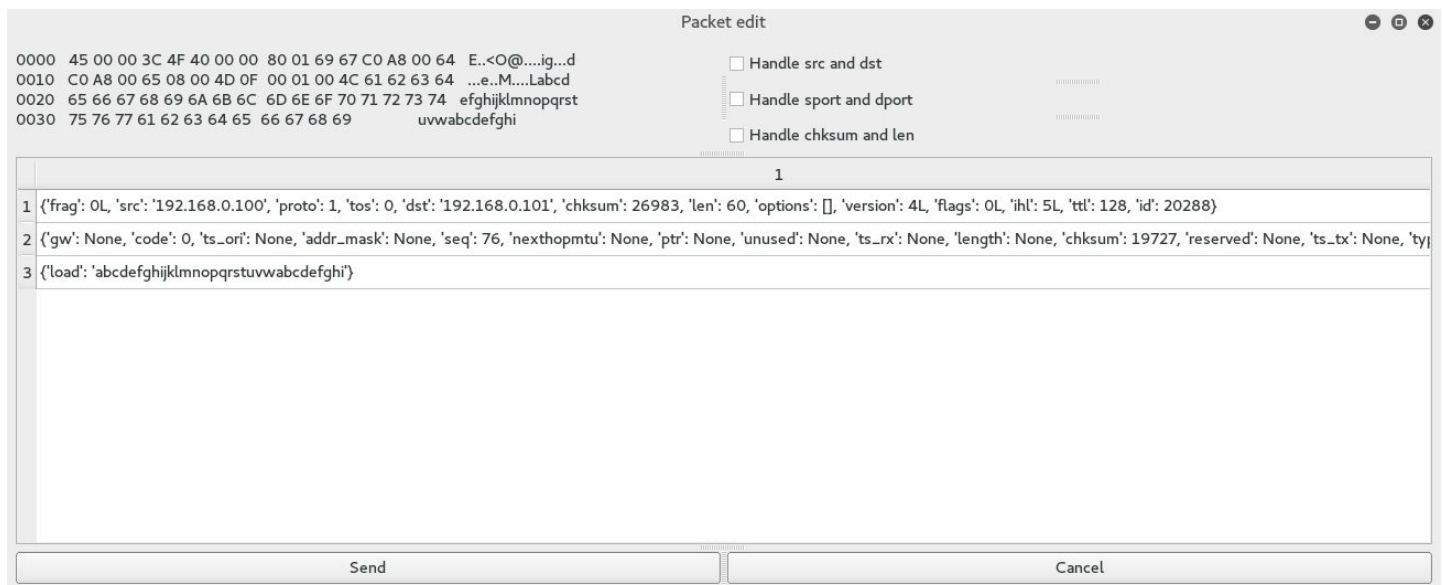 Packet edit
0000 45 00 00 3C 4F 40 00 00 80 01 69 67 C0 A8 00 64 E..<O@....ig...d
0010 C0 A8 00 65 08 00 4D 0F 00 01 00 4C 61 62 63 64 ...e..M....Labcd
0020 65 66 67 68 69 6A 6B 6C 6D 6E 6F 70 71 72 73 74 efghijklmnopqrst
0030 75 76 77 61 62 63 64 65 66 67 68 69 uvwabcdefghi
Handle src and dst
Handle sport and dport
Handle chksum and len
1
1 {'frag': 0L, 'src': '192.168.0.100', 'proto': 1, 'tos': 0, 'dst': '192.168.0.101', 'chksum': 26983, 'len': 60, 'options': [], 'version': 4L, 'flags': 0L, 'ihl': 5L, 'ttl': 128, 'id': 20288}
2 {'gw': None, 'code': 0, 'ts_ori': None, 'addr_mask': None, 'seq': 76, 'nexthopmtu': None, 'ptr': None, 'unused': None, 'ts_rx': None, 'length': None, 'chksum': 19727, 'reserved': None, 'ts_tx': None, 'typ
3 {'load': 'abcdefghijklmnopqrstuvwabcdefghi'}
Send
Cancel